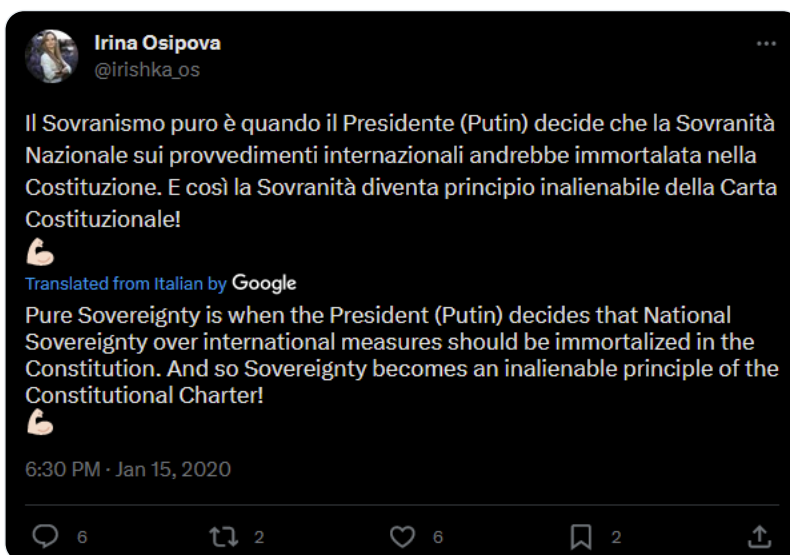 Irina Osipova
@irishka_os
Il Sovranismo puro è quando il Presidente (Putin) decide che la Sovranità
Nazionale sui provvedimenti internazionali andrebbe immortalata nella
Costituzione. E così la Sovranità diventa principio inalienabile della Carta
Costituzionale!
💪🏻
Translated from Italian by Google
Pure Sovereignty is when the President (Putin) decides that National
Sovereignty over international measures should be immortalized in the
Constitution. And so Sovereignty becomes an inalienable principle of the
Constitutional Charter!
💪🏻
6:30 PM · Jan 15, 2020
6 2 6 2